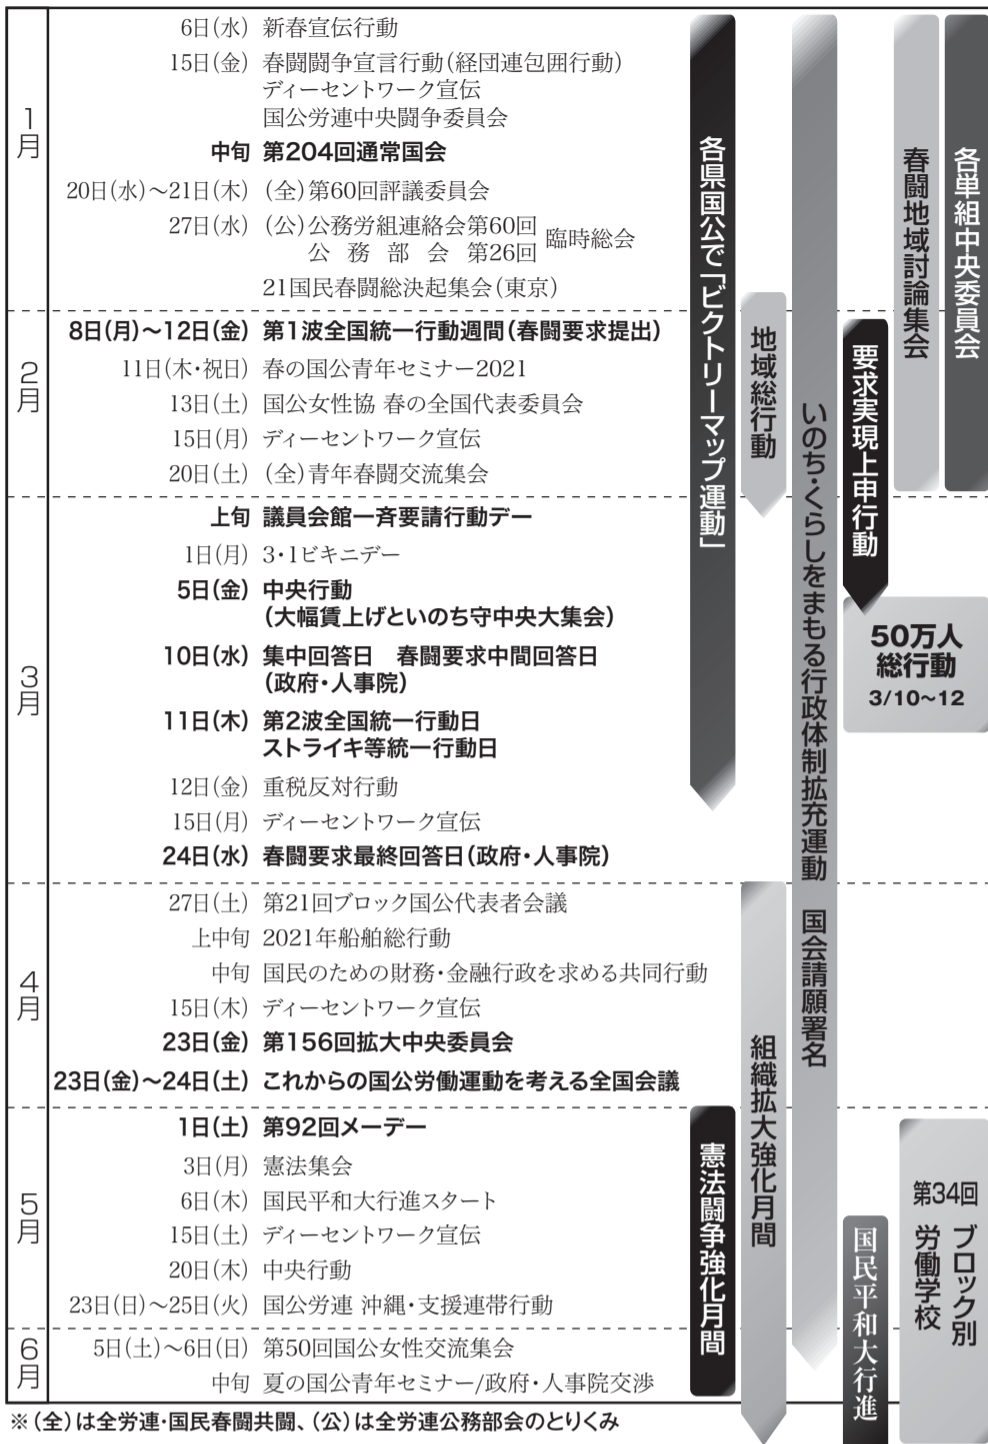 1月
6日(水) 新春宣伝行動
15日(金) 春闘闘争宣言行動(経団連包囲行動)
ディーセントワーク宣伝
国公労連中央闘争委員会
中旬 第204回通常国会
20日(水)～21日(木) (全)第60回評議委員会
27日(水) (公)公務労組連絡会第60回 臨時総会
公務部会 第26回
21国民春闘総決起集会(東京)
2月
8日(月)～12日(金) 第1波全国統一行動週間(春闘要求提出)
11日(木・祝日) 春の国公青年セミナー2021
13日(土) 国公女性協 春の全国代表委員会
15日(月) ディーセントワーク宣伝
20日(土) (全)青年春闘交流集会
3月
上旬 議員会館一斉要請行動デー
1日(月) 3・1ビキニデー
5日(金) 中央行動
(大幅賃上げといのち守中央大集会)
10日(水) 集中回答日 春闘要求中間回答日
(政府・人事院)
11日(木) 第2波全国統一行動日
ストライキ等統一行動日
12日(金) 重税反対行動
15日(月) ディーセントワーク宣伝
24日(水) 春闘要求最終回答日(政府・人事院)
4月
27日(土) 第21回ブロック国公代表者会議
上中旬 2021年船舶総行動
中旬 国民のための財務・金融行政を求める共同行動
15日(木) ディーセントワーク宣伝
23日(金) 第156回拡大中央委員会
23日(金)～24日(土) これからの国公労働運動を考える全国会議
5月
1日(土) 第92回メーデー
3日(月) 憲法集会
6日(木) 国民平和大行進スタート
15日(土) ディーセントワーク宣伝
20日(木) 中央行動
23日(日)～25日(火) 国公労連 沖縄・支援連帯行動
6月
5日(土)～6日(日) 第50回国公女性交流集会
中旬 夏の国公青年セミナー/政府・人事院交渉
各県国公で「ビクトリーマップ運動」
地域総行動
いのち・くらしをまもる行政体制拡充運動 国会請願署名
要求実現上申行動
春闘地域討論集会
各単組中央委員会
50万人
総行動
3/10～12
組織拡大強化月間
憲法闘争強化月間
国民平和大行進
第34回
ブロック別
労働学校
※(全)は全労連・国民春闘共闘、(公)は全労連公務部会のとりくみ